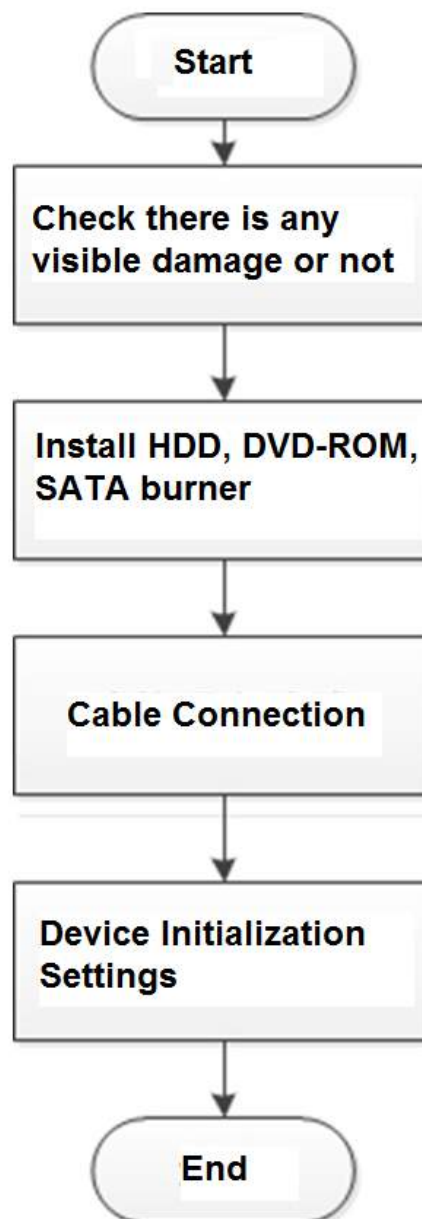 Start
Check there is any
visible damage or not
Install HDD, DVD-ROM,
SATA burner
Cable Connection
Device Initialization
Settings
End